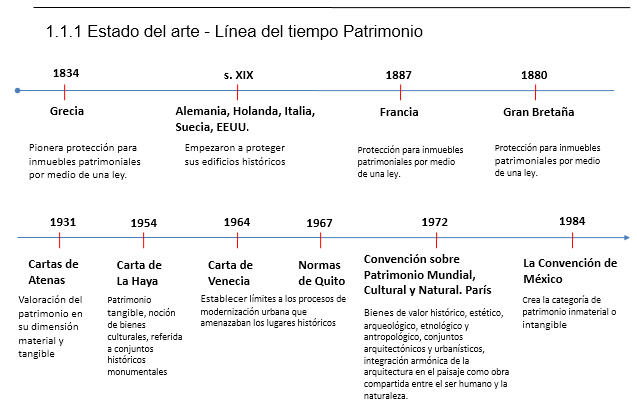 1.1.1 Estado del arte - Línea del tiempo Patrimonio
1834
Grecia
Pionera protección para
inmuebles patrimoniales
por medio de una ley.
s. XIX
Alemania, Holanda, Italia,
Suecia, EEUU.
Empezaron a proteger
sus edificios históricos
1887
Francia
Protección para inmuebles
patrimoniales por medio
de una ley.
1880
Gran Bretaña
Protección para inmuebles
patrimoniales por medio
de una ley.
1931
Cartas de
Atenas
Valoración del
patrimonio en
su dimensión
material y
tangible
1954
Carta de
La Haya
Patrimonio
tangible, noción
de bienes
culturales, referida
a conjuntos
históricos
monumentales
1964
Carta de
Venecia
1967
Normas
de Quito
Establecer límites a los procesos de
modernización urbana que
amenazaban los lugares históricos
1972
Convención sobre
Patrimonio Mundial,
Cultural y Natural. París
Bienes de valor histórico, estético,
arqueológico, etnológico y
antropológico, conjuntos
arquitectónicos y urbanísticos,
integración armónica de la
arquitectura en el paisaje como obra
compartida entre el ser humano y la
naturaleza.
1984
La Convención de
México
Crea la categoría de
patrimonio inmaterial o
intangible